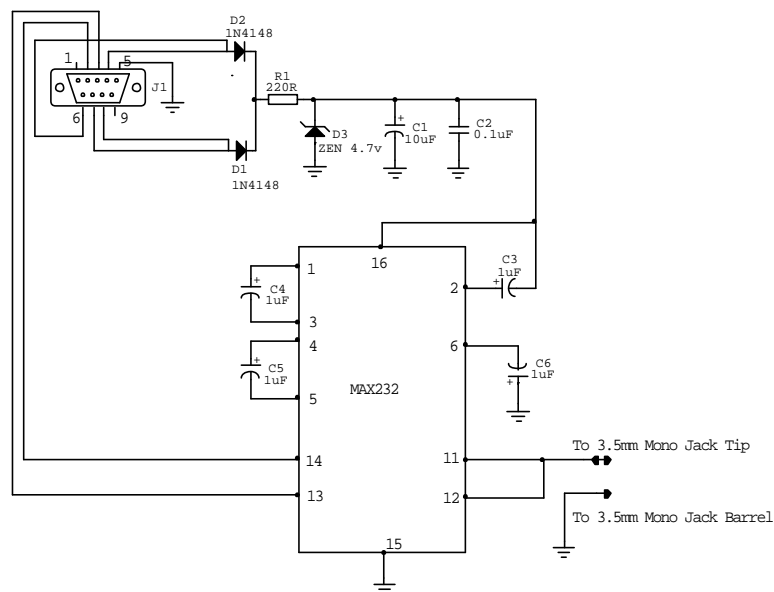 D2
1N4148
1
5
J1
6
9
R1
220R
D3
ZEN 4.7v
C1
10uF
C2
0.1uF
D1
1N4148
16
C3
1uF
1
2
C4
1uF
3
4
6
C5
1uF
C6
1uF
5
MAX232
To 3.5mm Mono Jack Tip
14
11
13
12
To 3.5mm Mono Jack Barrel
15